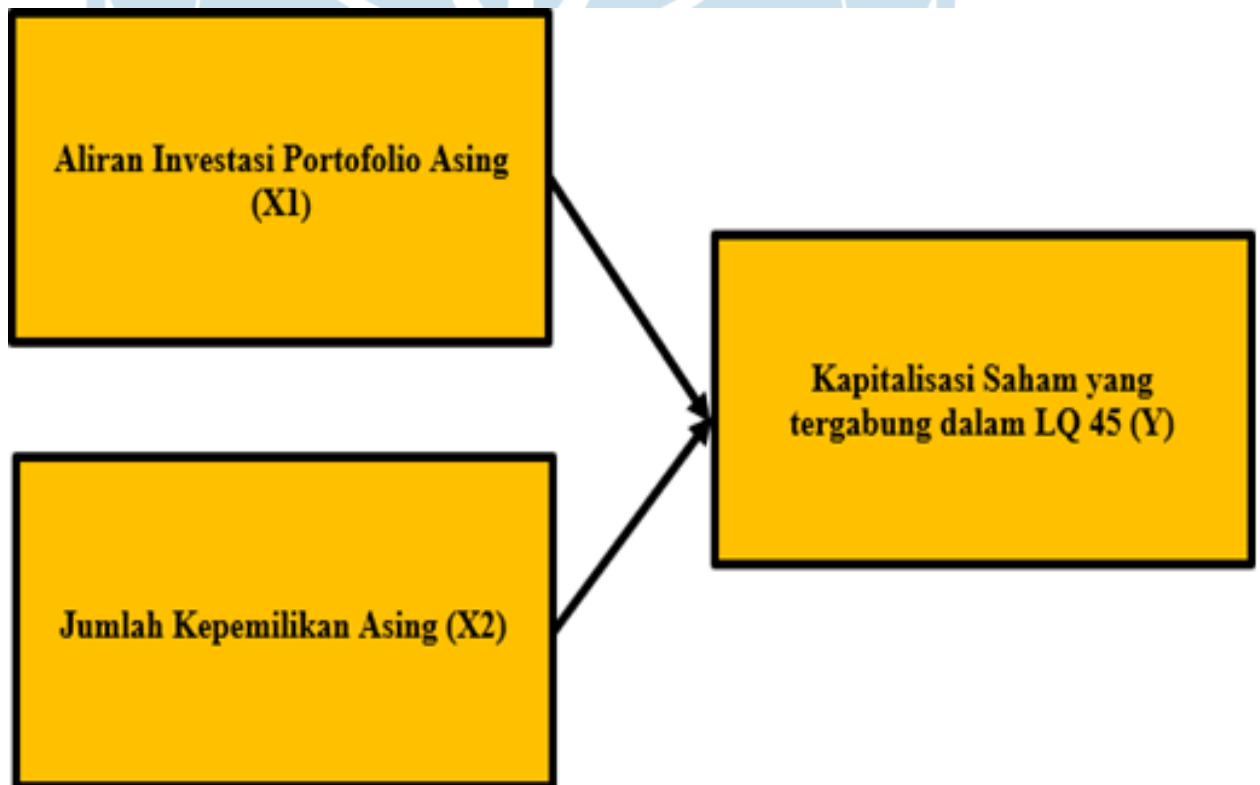 Aliran Investasi Portofolio Asing
(X1)
Kapitalisasi Saham yang
tergabung dalam LQ 45 (Y)
Jumlah Kepemilikan Asing (X2)